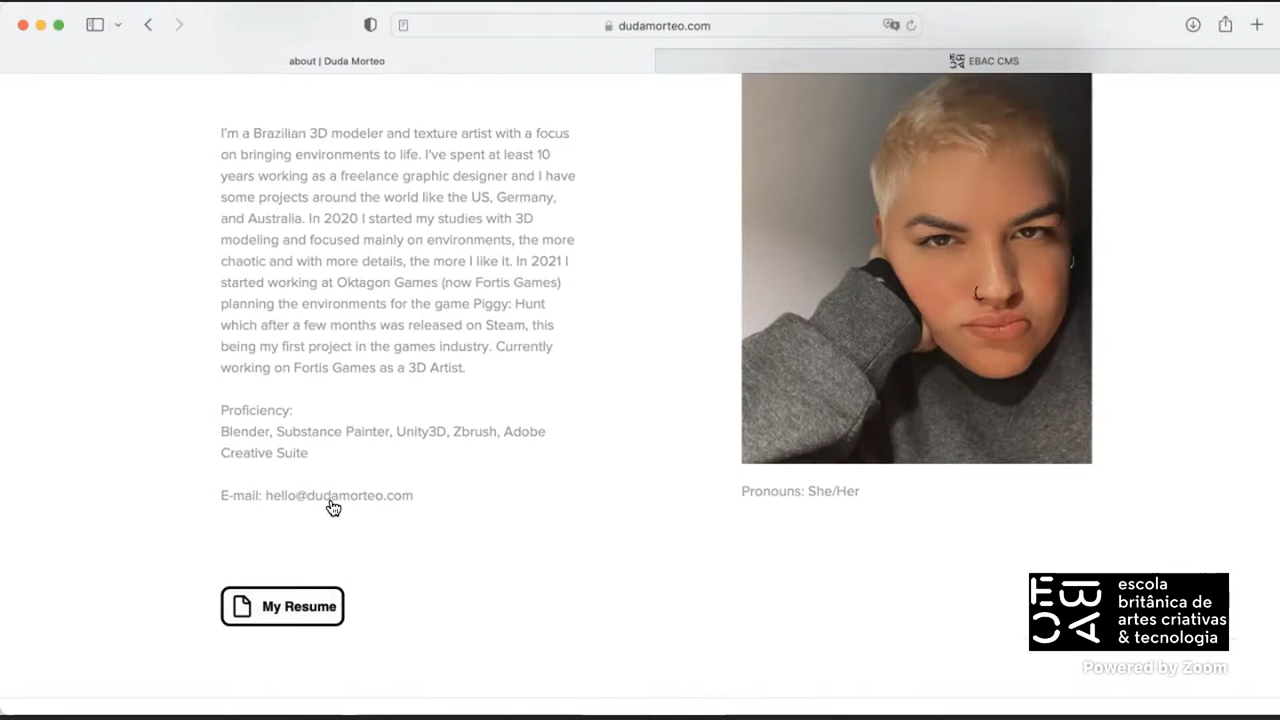 dudamorteo.com
about | Duda Morteo
EBAC CMS
I'm a Brazilian 3D modeler and texture artist with a focus
on bringing environments to life. I've spent at least 10
years working as a freelance graphic designer and I have
some projects around the world like the US, Germany,
and Australia. In 2020 I started my studies with 3D
modeling and focused mainly on environments, the more
chaotic and with more details, the more I like it. In 2021 I
started working at Oktagon Games (now Fortis Games)
planning the environments for the game Piggy: Hunt
which after a few months was released on Steam, this
being my first project in the games industry. Currently
working on Fortis Games as a 3D Artist.
Proficiency:
Blender, Substance Painter, Unity3D, Zbrush, Adobe
Creative Suite
E-mail: hello@dudamorteo.com
Pronouns: She/Her
My Resume
EBAC
escola
britânica de
artes criativas
& tecnologia
Powered by Zoom